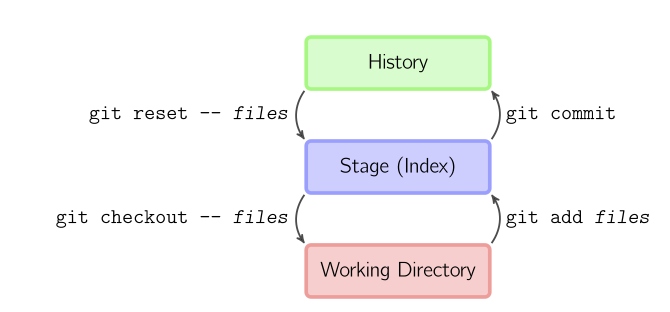 History
git reset -- files
git commit
Stage (Index)
git checkout -- files
git add files
Working Directory